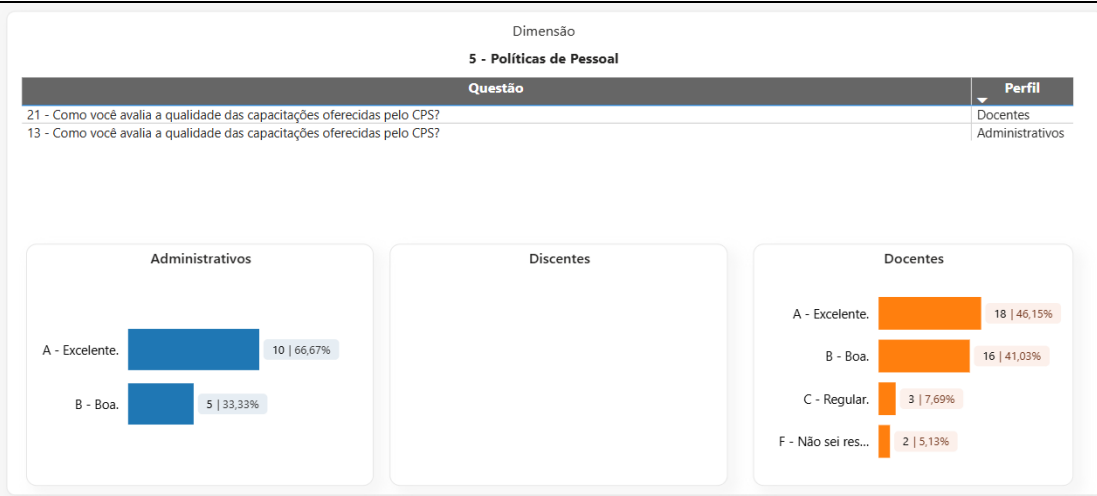 Dimensão
5 - Políticas de Pessoal
Questão Perfil
21 - Como você avalia a qualidade das capacitações oferecidas pelo CPS? Docentes
13 - Como você avalia a qualidade das capacitações oferecidas pelo CPS? Administrativos
Administrativos
A - Excelente. 10 | 66,67%
B - Boa. 5 | 33,33%
Discentes
Docentes
A - Excelente. 18 | 46,15%
B - Boa. 16 | 41,03%
C - Regular. 3 | 7,69%
F - Não sei res... 2 | 5,13%